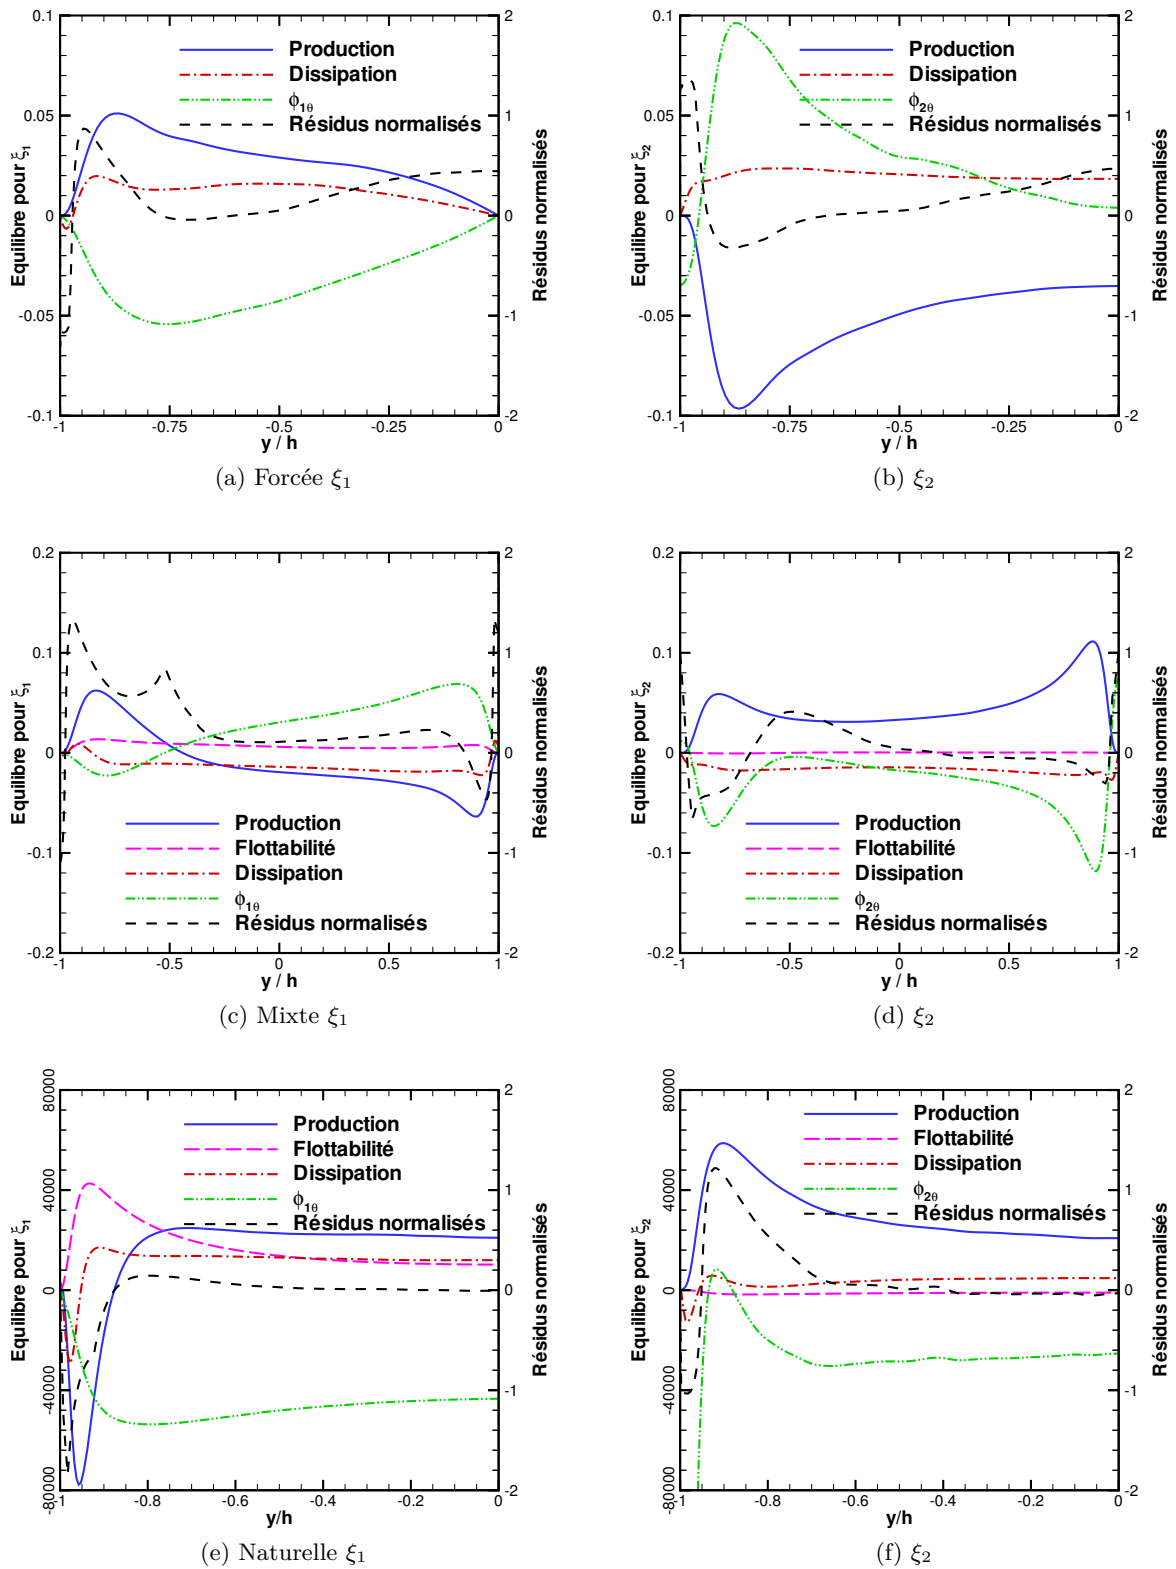 0.1
0.05
0
-0.05
-0.1
2
1
0
-1
-2
-1
-0.75
-0.5
-0.25
0
Production
Dissipation
ϕ1θ
Résidus normalisés
Equilibre pour ξ1
Résidus normalisés
y / h
(a) Forcée ξ1
0.1
0.05
0
-0.05
-0.1
2
1
0
-1
-2
-1
-0.75
-0.5
-0.25
0
Production
Dissipation
ϕ2θ
Résidus normalisés
Equilibre pour ξ2
Résidus normalisés
y / h
(b) ξ2
0.2
0.1
0
-0.1
-0.2
2
1
0
-1
-2
-1
-0.5
0
0.5
1
Production
Flottabilité
Dissipation
ϕ1θ
Résidus normalisés
Equilibre pour ξ1
Résidus normalisés
y / h
(c) Mixte ξ1
0.2
0.1
0
-0.1
-0.2
2
1
0
-1
-2
-1
-0.5
0
0.5
1
Production
Flottabilité
Dissipation
ϕ2θ
Résidus normalisés
Equilibre pour ξ2
Résidus normalisés
y / h
(d) ξ2
80000
40000
0
-40000
-80000
2
1
0
-1
-2
-1
-0.8
-0.6
-0.4
-0.2
0
Production
Flottabilité
Dissipation
ϕ1θ
Résidus normalisés
Equilibre pour ξ1
Résidus normalisés
y/h
(e) Naturelle ξ1
80000
40000
0
-40000
-80000
2
1
0
-1
-2
-1
-0.8
-0.6
-0.4
-0.2
0
Production
Flottabilité
Dissipation
ϕ2θ
Résidus normalisés
Equilibre pour ξ2
Résidus normalisés
y/h
(f) ξ2